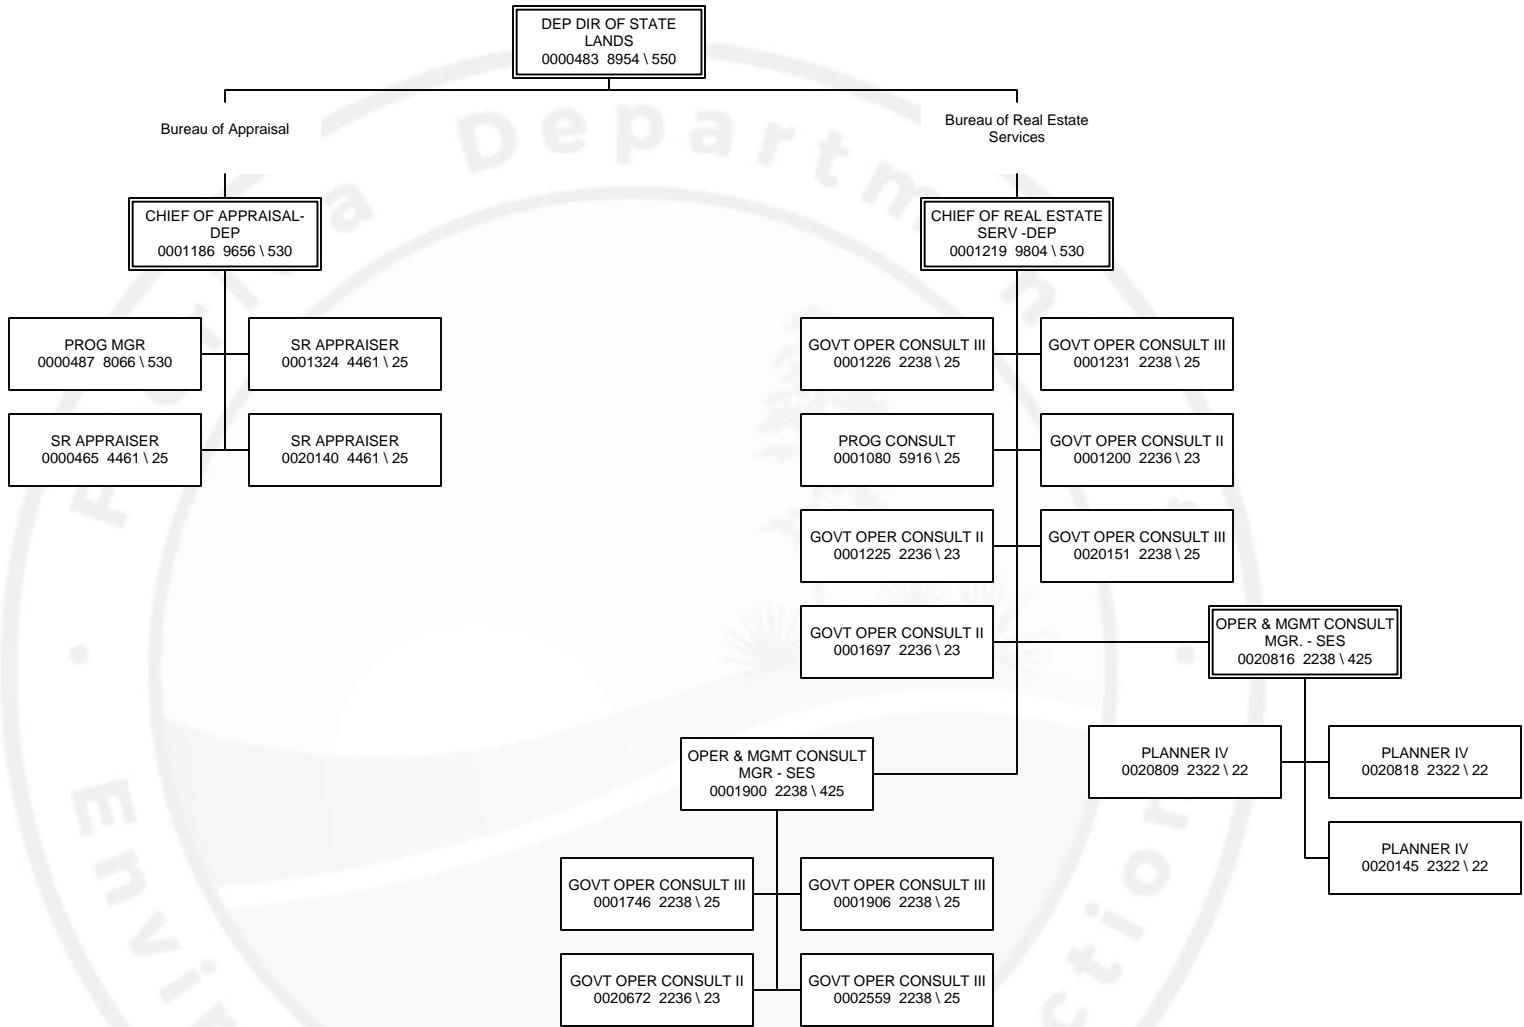 DEP DIR OF STATE
LANDS
0000483 8954 \ 550
Bureau of Appraisal
Bureau of Real Estate
Services
CHIEF OF APPRAISAL-
DEP
0001186 9656 \ 530
CHIEF OF REAL ESTATE
SERV -DEP
0001219 9804 \ 530
PROG MGR
0000487 8066 \ 530
SR APPRAISER
0001324 4461 \ 25
SR APPRAISER
0000465 4461 \ 25
SR APPRAISER
0020140 4461 \ 25
GOVT OPER CONSULT III
0001226 2238 \ 25
GOVT OPER CONSULT III
0001231 2238 \ 25
PROG CONSULT
0001080 5916 \ 25
GOVT OPER CONSULT II
0001200 2236 \ 23
GOVT OPER CONSULT II
0001225 2236 \ 23
GOVT OPER CONSULT III
0020151 2238 \ 25
GOVT OPER CONSULT II
0001697 2236 \ 23
OPER & MGMT CONSULT
MGR. - SES
0020816 2238 \ 425
OPER & MGMT CONSULT
MGR - SES
0001900 2238 \ 425
PLANNER IV
0020809 2322 \ 22
PLANNER IV
0020818 2322 \ 22
PLANNER IV
0020145 2322 \ 22
GOVT OPER CONSULT III
0001746 2238 \ 25
GOVT OPER CONSULT III
0001906 2238 \ 25
GOVT OPER CONSULT II
0020672 2236 \ 23
GOVT OPER CONSULT III
0002559 2238 \ 25